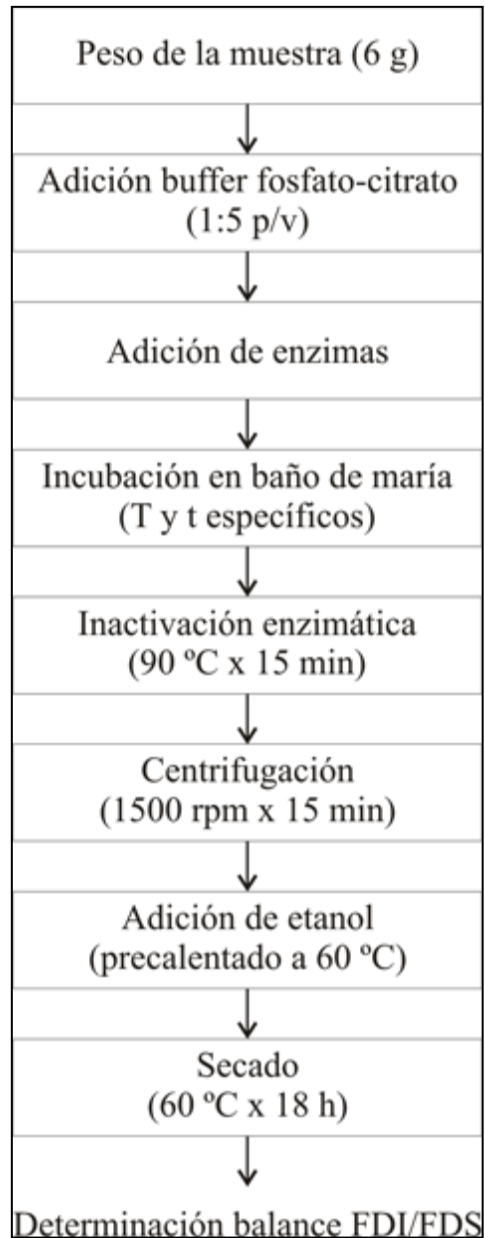 Peso de la muestra (6 g)
Adición buffer fosfato-citrato
(1:5 p/v)
Adición de enzimas
Incubación en baño de maría
(T y t específicos)
Inactivación enzimática
(90 ºC x 15 min)
Centrifugación
(1500 rpm x 15 min)
Adición de etanol
(precalentado a 60 ºC)
Secado
(60 ºC x 18 h)
Determinación balance FDI/FDS